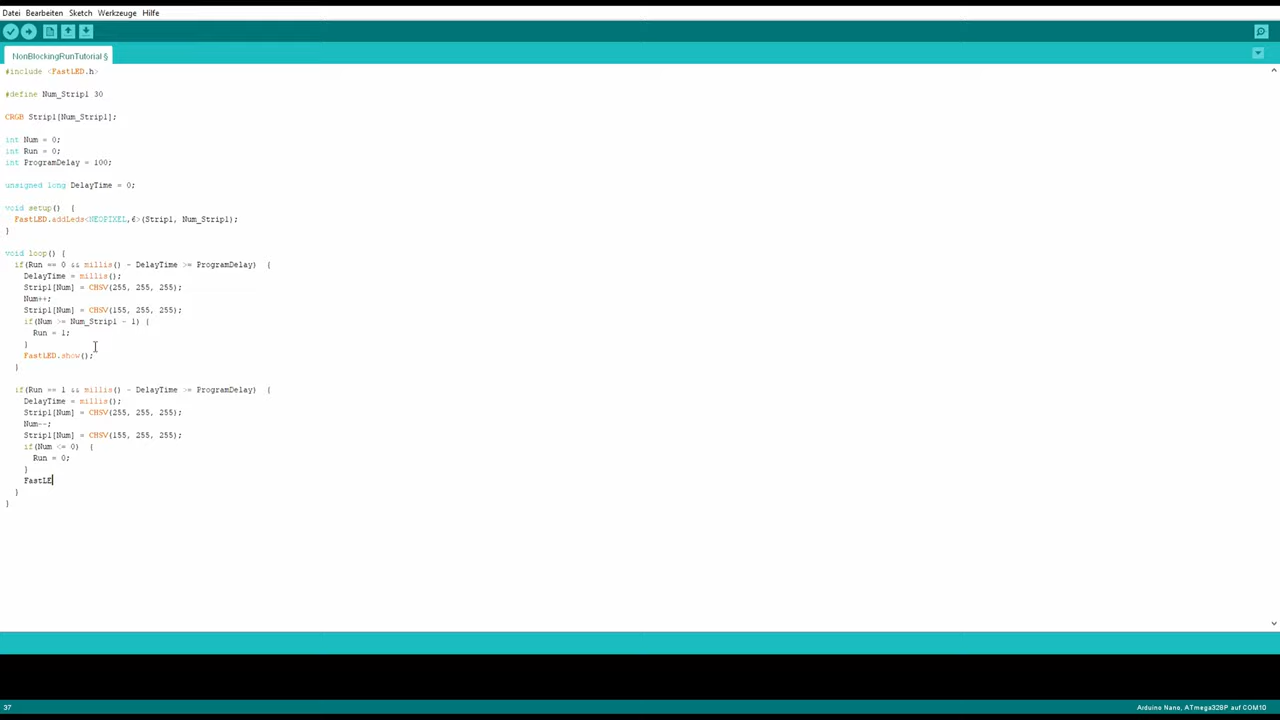 Datei Bearbeiten Sketch Werkzeuge Hilfe
NonBlockingRunTutorial §
#include <FastLED.h>
#define Num_Strip1 30
CRGB Strip1[Num_Strip1];
int Num = 0;
int Run = 0;
int ProgramDelay = 100;
unsigned long DelayTime = 0;
void setup() {
FastLED.addLeds<NEOPIXEL,6>(Strip1, Num_Strip1);
}
void loop() {
if(Run == 0 && millis() - DelayTime >= ProgramDelay) {
DelayTime = millis();
Strip1[Num] = CHSV(255, 255, 255);
Num++;
Strip1[Num] = CHSV(155, 255, 255);
if(Num >= Num_Strip1 - 1) {
Run = 1;
}
FastLED.show();
}
if(Run == 1 && millis() - DelayTime >= ProgramDelay) {
DelayTime = millis();
Strip1[Num] = CHSV(255, 255, 255);
Num--;
Strip1[Num] = CHSV(155, 255, 255);
if(Num <= 0) {
Run = 0;
}
FastLE
}
}
37
Arduino Nano, ATmega328P auf COM10